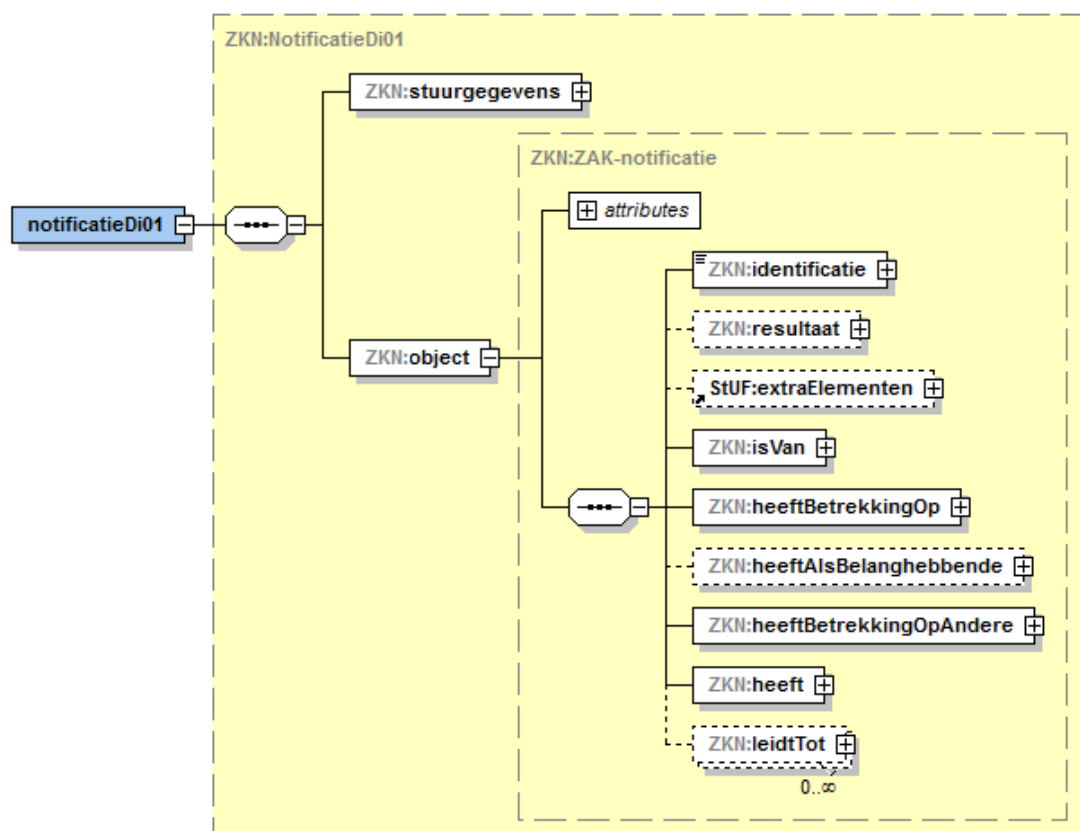 ZKN:NotificatieDi01
ZKN:stuurgegevens
ZKN:ZAK-notificatie
notificatieDi01
attributes
ZKN:identificatie
ZKN:resultaat
ZKN:object
StUF:extraElementen
ZKN:isVan
ZKN:heeftBetrekkingOp
ZKN:heeftAlsBelanghebbende
ZKN:heeftBetrekkingOpAndere
ZKN:heeft
ZKN:leidtTot
0..∞